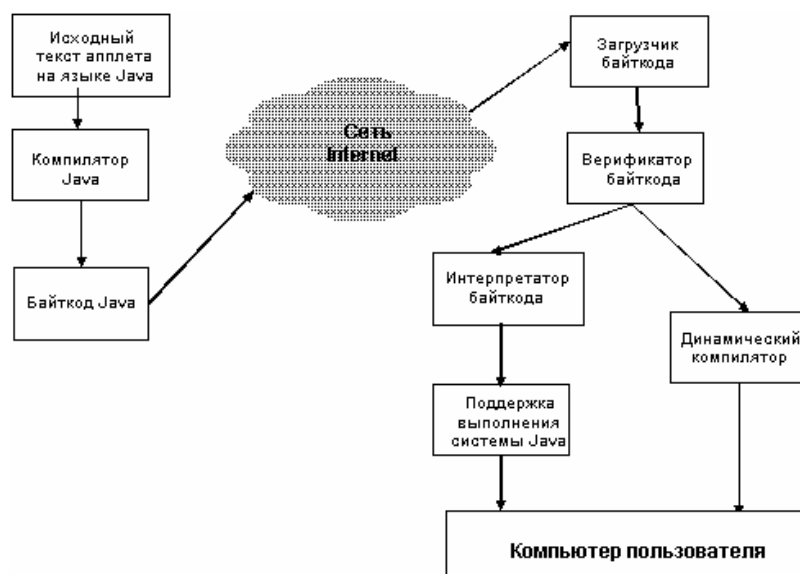 Исходный
текст апплета
на языке Java
Компилятор
Java
Байткод Java
Сеть
Internet
Загрузчик
байткода
Верификатор
байткода
Интерпретатор
байткода
Динамический
компилятор
Поддержка
выполнения
системы Java
Компьютер пользователя